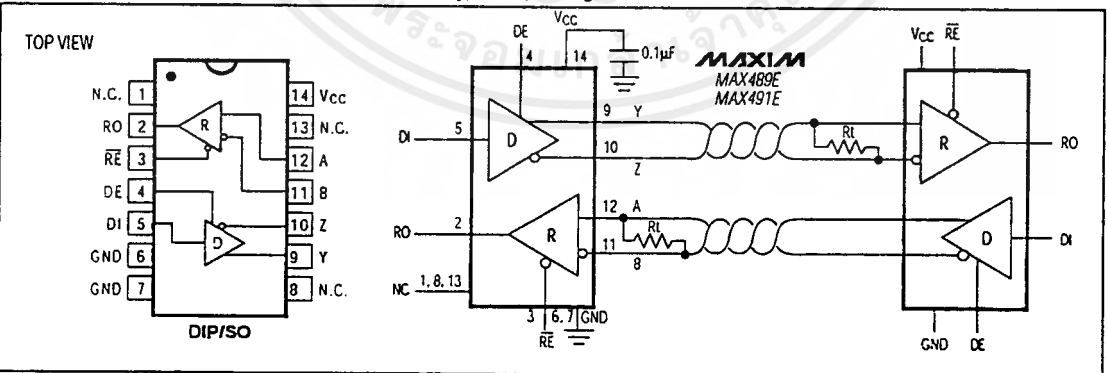 TOP VIEW
N.C. 1
RO 2
RE 3
DE 4
DI 5
GND 6
GND 7
14 Vcc
13 N.C.
12 A
11 B
10 Z
9 Y
8 N.C.
R
D
DIP/SO
DE
4
Vcc
14
0.1µF
MAXIM
MAX489E
MAX491E
DI
5
D
9 Y
10
Z
Rt
RO
2
R
12 A
11
B
Rt
NC 1, 8, 13
3
RE
6, 7
GND
Vcc
RE
R
RO
D
DI
GND
DE